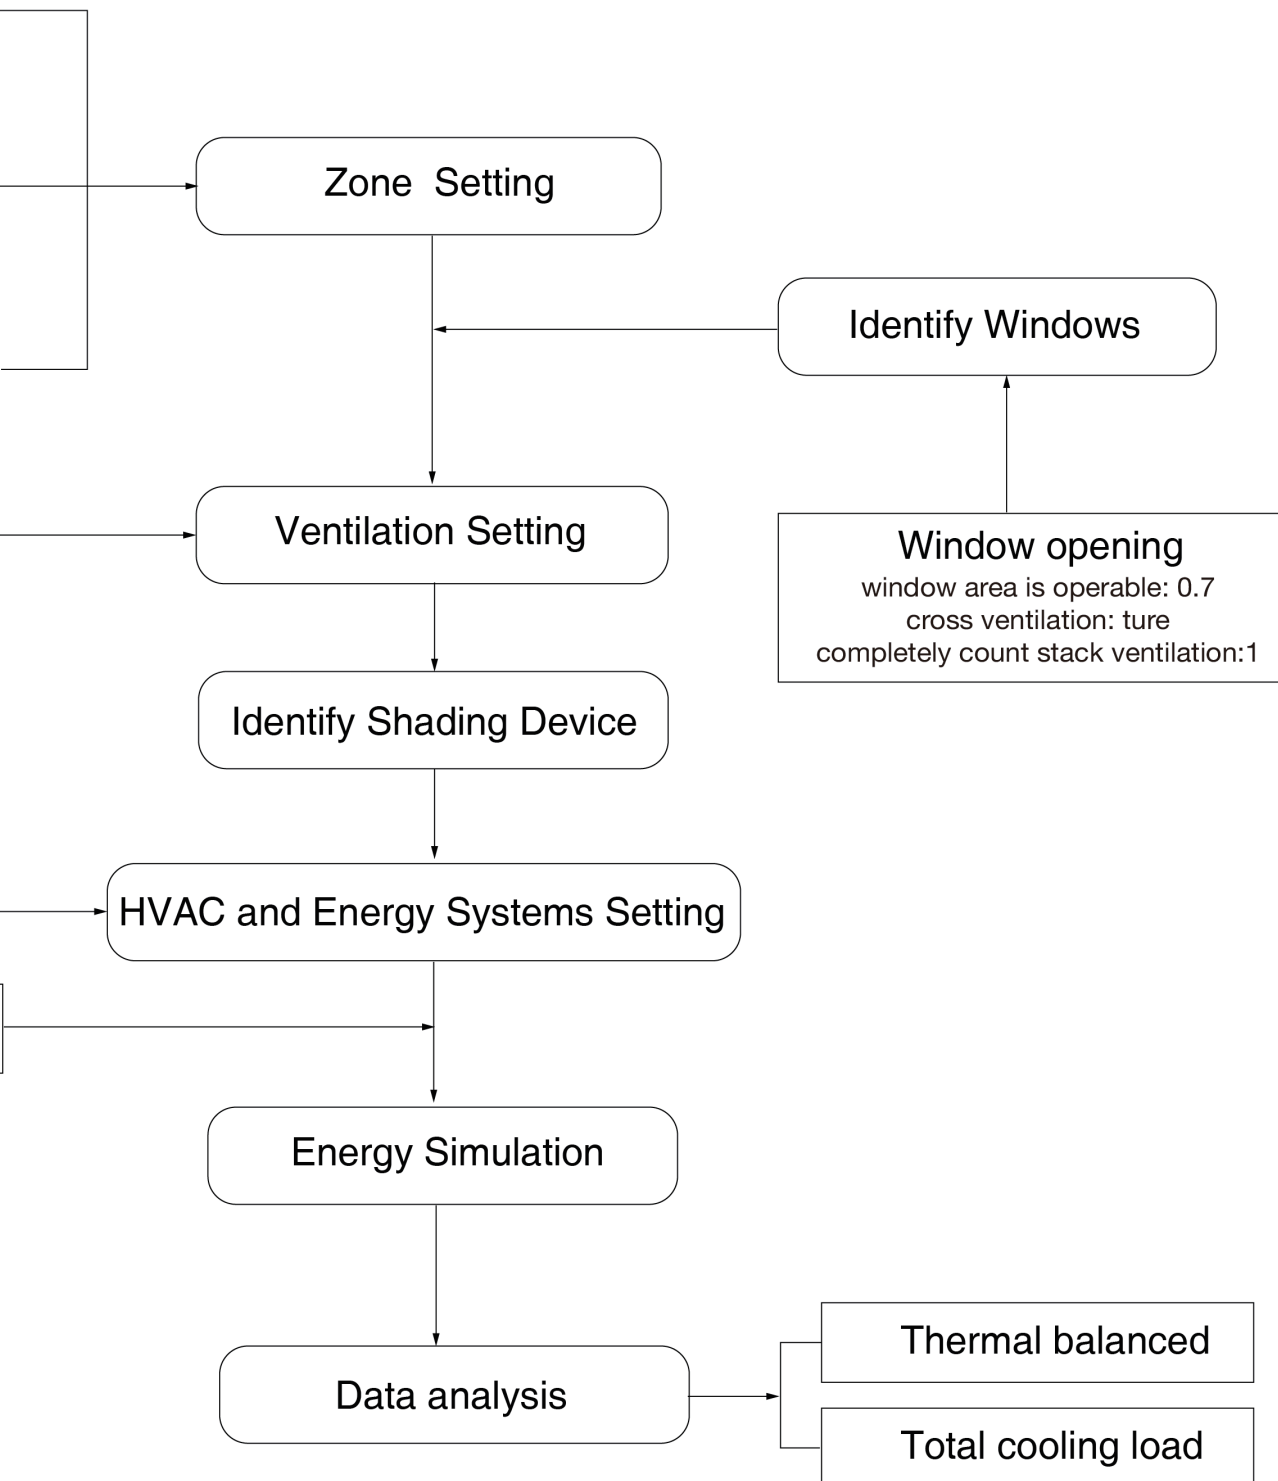 Zone Setting
Identify Windows
Ventilation Setting
Window opening
window area is operable: 0.7
cross ventilation: ture
completely count stack ventilation:1
Identify Shading Device
HVAC and Energy Systems Setting
Energy Simulation
Thermal balanced
Data analysis
Total cooling load